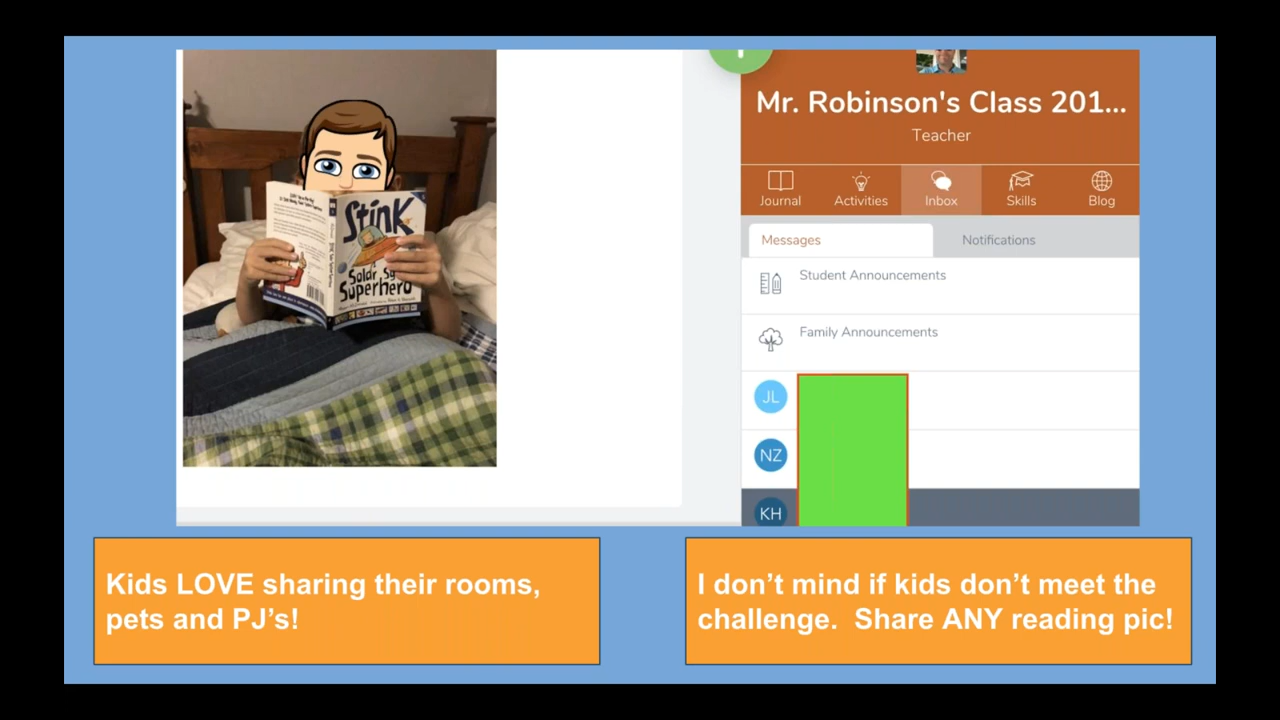 Stink
Solar Sy
Superhero
Mr. Robinson's Class 201...
Teacher
Journal
Activities
Inbox
Skills
Blog
Messages
Notifications
Student Announcements
Family Announcements
JL
NZ
KH
Kids LOVE sharing their rooms,
pets and PJ's!
I don't mind if kids don't meet the
challenge.  Share ANY reading pic!